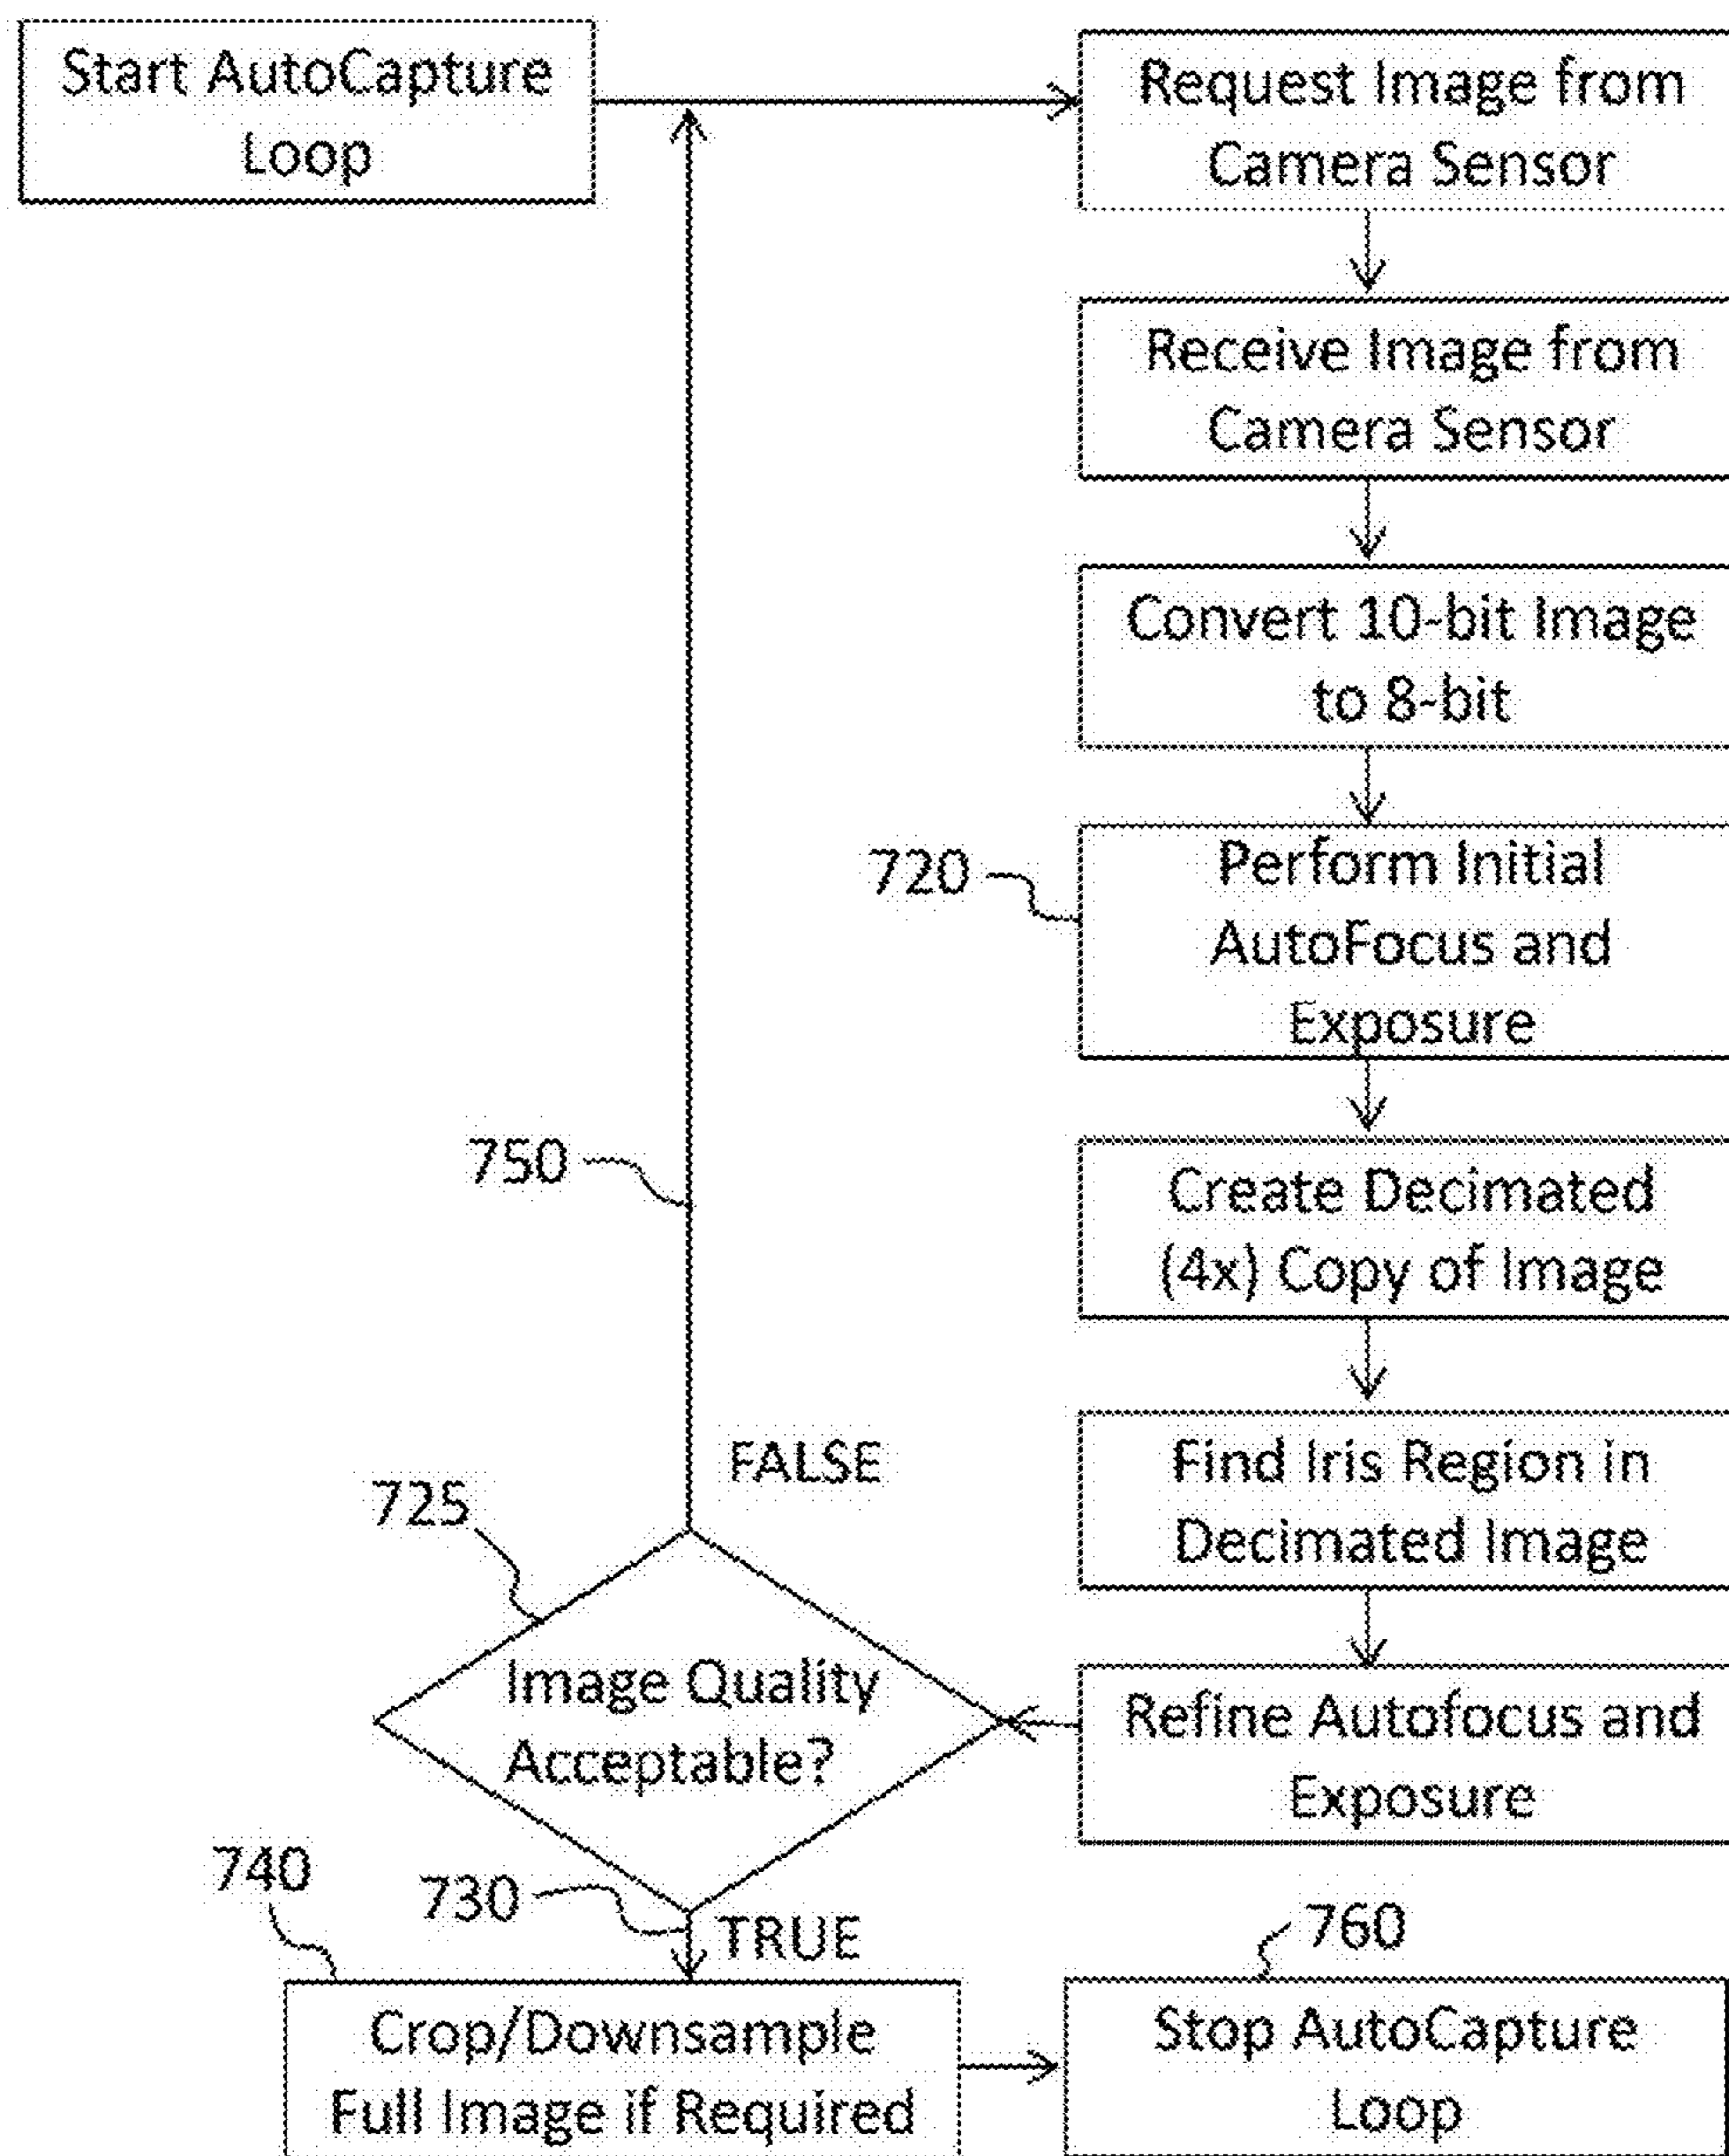 Start AutoCapture
Loop
Request Image from
Camera Sensor
Receive Image from
Camera Sensor
Convert 10-bit Image
to 8-bit
720
Perform Initial
AutoFocus and
Exposure
750
Create Decimated
(4x) Copy of Image
FALSE
Find Iris Region in
Decimated Image
725
Image Quality
Acceptable?
Refine Autofocus and
Exposure
740
730
TRUE
760
Crop/Downsample
Full Image if Required
Stop AutoCapture
Loop